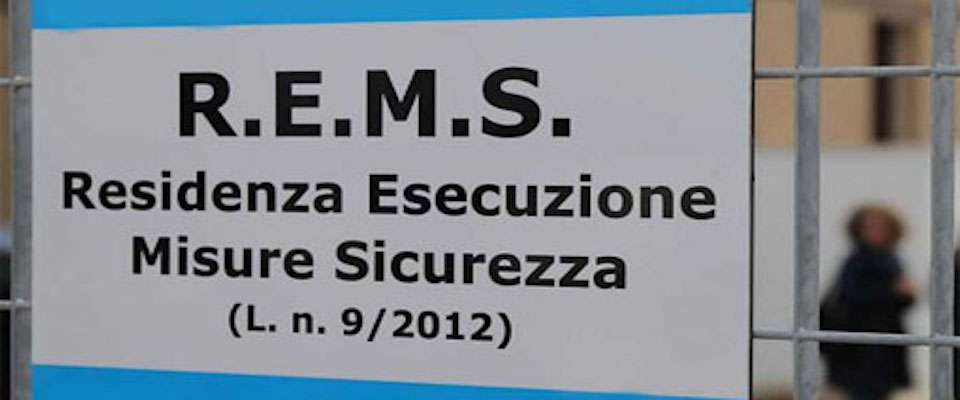 R.E.M.S.
Residenza Esecuzione
Misure Sicurezza
(L. n. 9/2012)